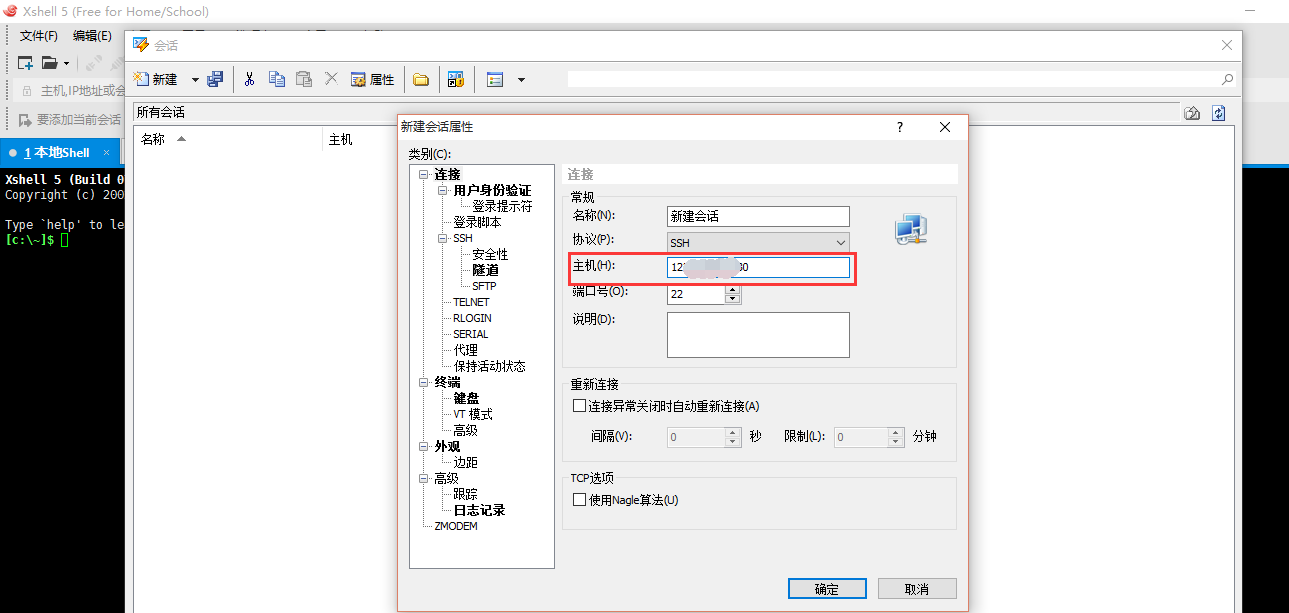 Xshell 5 (Free for Home/School)
文件(F) 编辑(E)
会话
新建 属性
主机,IP地址或会
所有会话
要添加当前会话
名称 主机
1 本地Shell ×
Xshell 5 (Build 0
Copyright (c) 200
Type `help' to le
[c:\~]$
新建会话属性 ?
类别(C):
连接
用户身份验证
登录提示符
登录脚本
SSH
安全性
隧道
SFTP
TELNET
RLOGIN
SERIAL
代理
保持活动状态
终端
键盘
VT 模式
高级
外观
边距
高级
跟踪
日志记录
ZMODEM
连接
常规
名称(N): 新建会话
协议(P): SSH
主机(H):
端口号(O): 22
说明(D):
重新连接
连接异常关闭时自动重新连接(A)
间隔(V): 0 秒 限制(L): 0 分钟
TCP选项
使用Nagle算法(U)
确定 取消